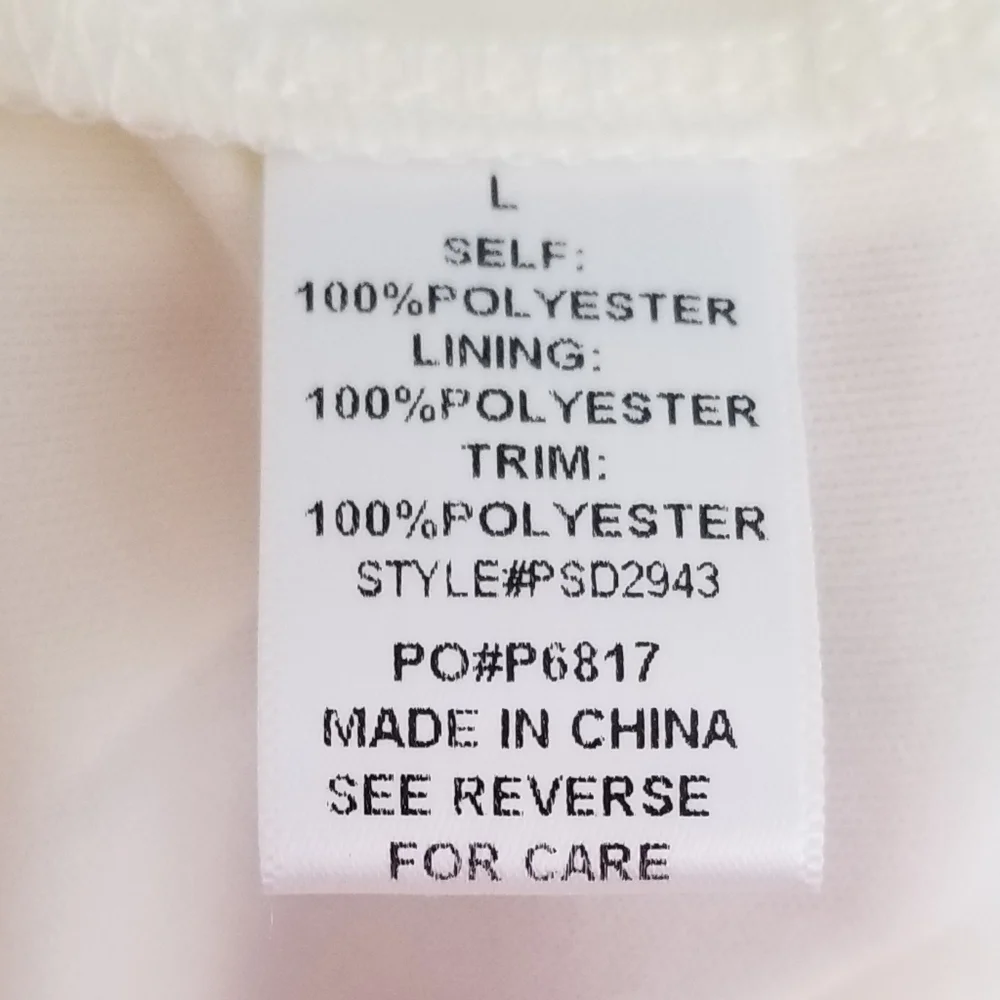 L
SELF:
100%POLYESTER
LINING:
100%POLYESTER
TRIM:
100%POLYESTER
STYLE#PSD2943
PO#P6817
MADE IN CHINA
SEE REVERSE
FOR CARE